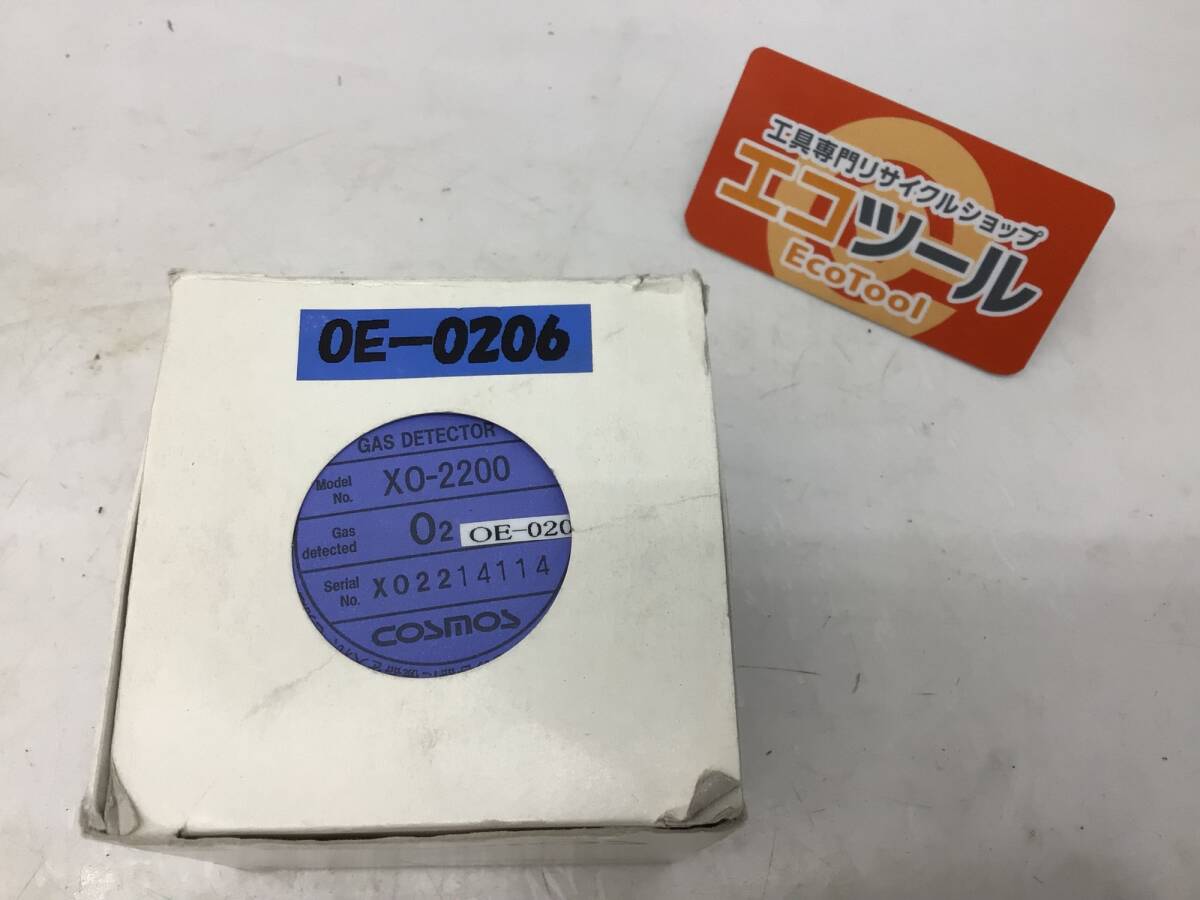 工具専門リサイクルショップ
エコツール
EcoTool
OE-0206
GAS DETECTOR
Model No. XO-2200
Gas detected O2 OE-020
Serial No. XO2214114
COSMOS